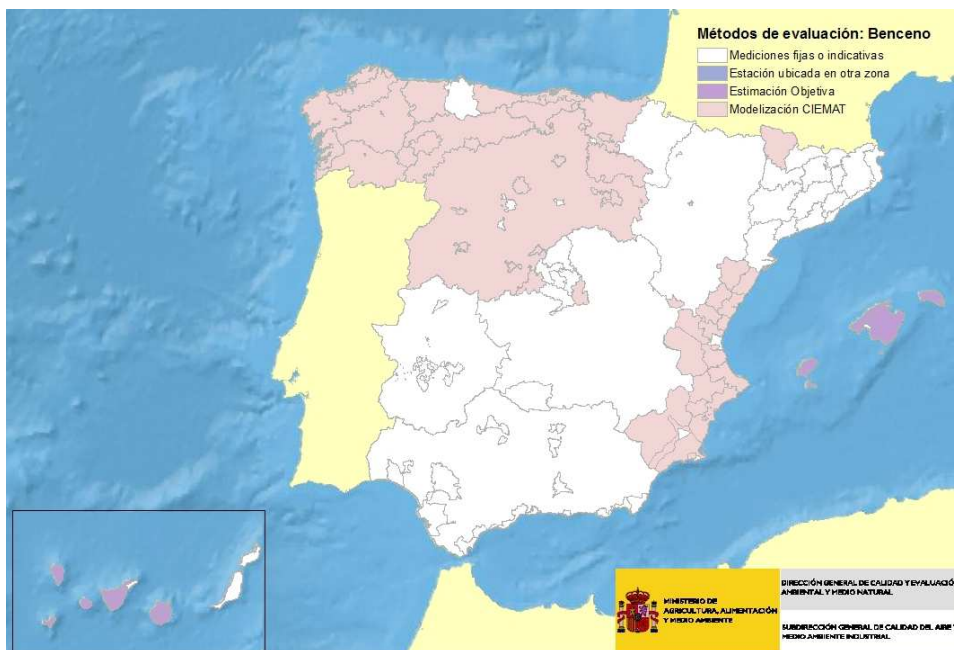 Métodos de evaluación: Benceno
Mediciones fijas o indicativas
Estación ubicada en otra zona
Estimación Objetiva
Modelización CIEMAT
MINISTERIO DE
AGRICULTURA, ALIMENTACIÓN
Y MEDIO AMBIENTE
DIRECCIÓN GENERAL DE CALIDAD Y EVALUACIÓ
AMBIENTAL Y MEDIO NATURAL
SUBDIRECCIÓN GENERAL DE CALIDAD DEL AIRE Y
MEDIO AMBIENTE INDUSTRIAL